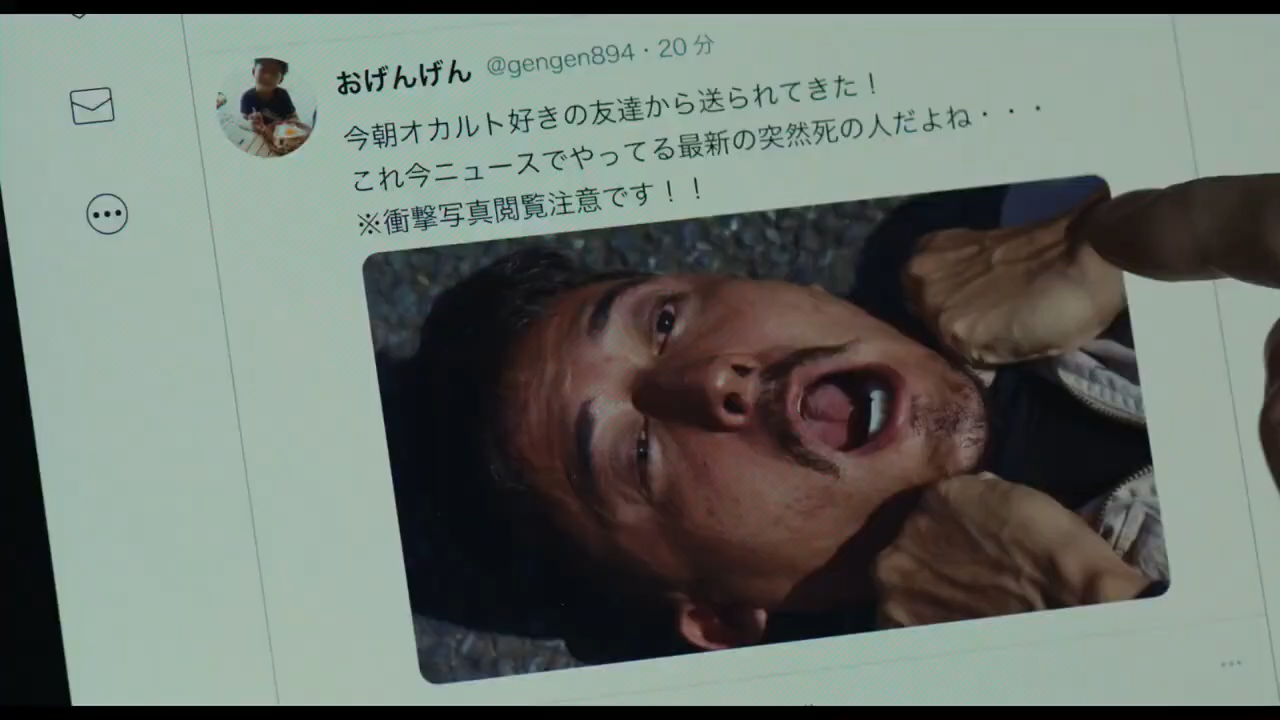 おげんげん @gengen894・20分
今朝オカルト好きの友達から送られてきた！
これ今ニュースでやってる最新の突然死の人だよね・・・
※衝撃写真閲覧注意です！！